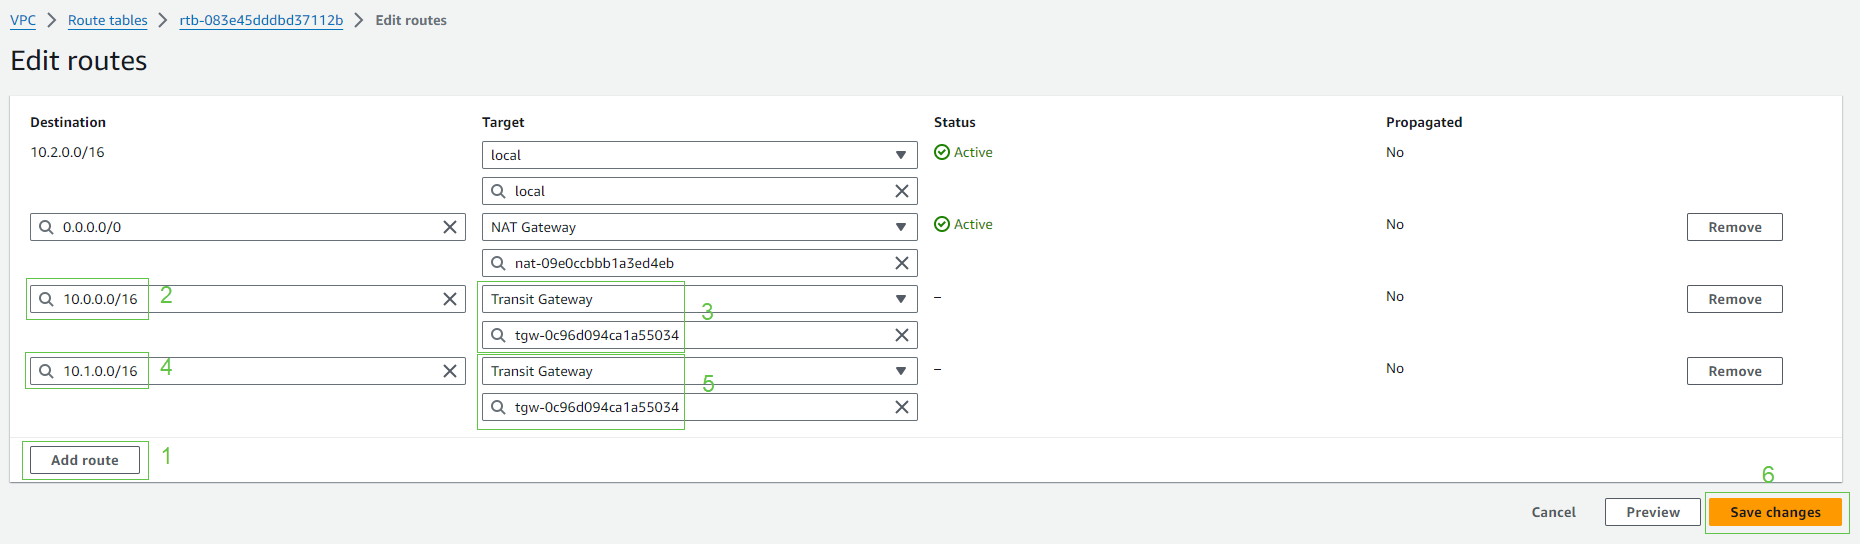 VPC > Route tables > rtb-083e45dddbd37112b > Edit routes
Edit routes
Destination Target Status Propagated
10.2.0.0/16 local Active No
local
0.0.0.0/0 NAT Gateway Active No Remove
nat-09e0ccbbb1a3ed4eb
10.0.0.0/16 2 Transit Gateway 3 – No Remove
tgw-0c96d094ca1a55034
10.1.0.0/16 4 Transit Gateway 5 – No Remove
tgw-0c96d094ca1a55034
Add route 1
6
Cancel Preview Save changes